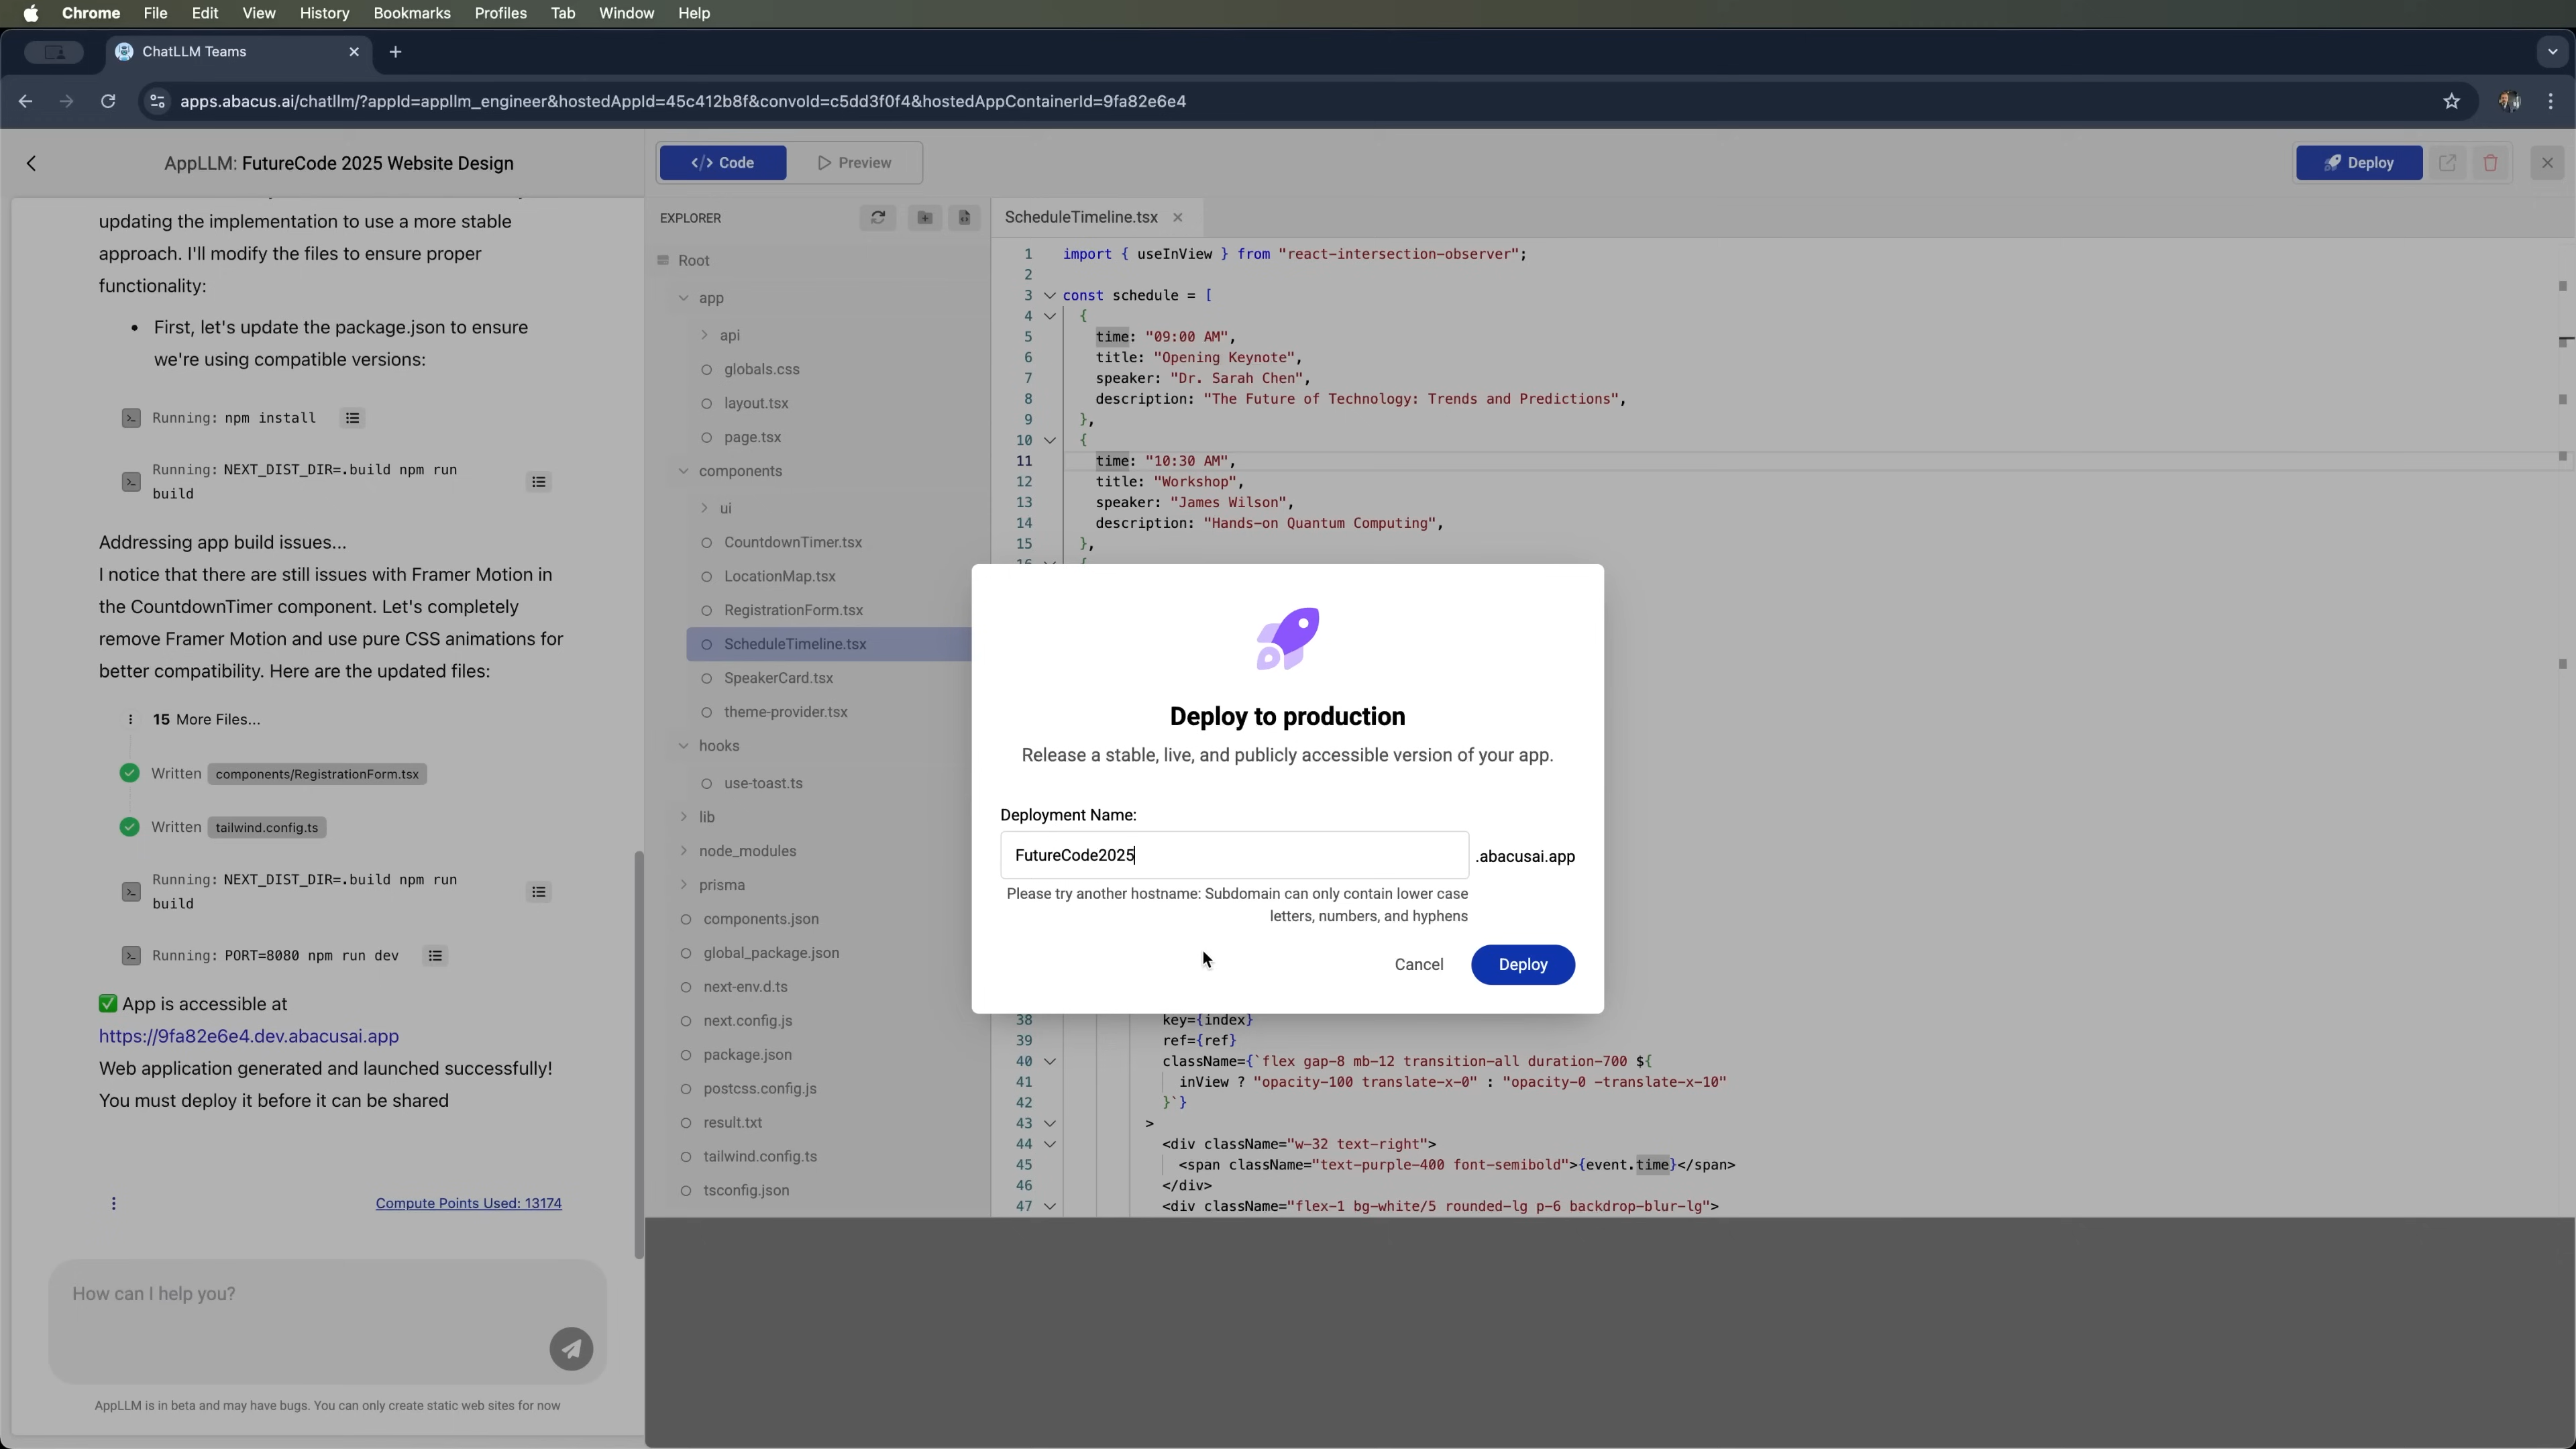 Chrome File Edit View History Bookmarks Profiles Tab Window Help
ChatLLM Teams
apps.abacus.ai/chatllm/?appId=appllm_engineer&hostedAppId=45c412b8f&convoId=c5dd3f0f4&hostedAppContainerId=9fa82e6e4
AppLLM: FutureCode 2025 Website Design
updating the implementation to use a more stable
approach. I'll modify the files to ensure proper
functionality:
• First, let's update the package.json to ensure
we're using compatible versions:
Running: npm install
Running: NEXT_DIST_DIR=.build npm run
build
Addressing app build issues...
I notice that there are still issues with Framer Motion in
the CountdownTimer component. Let's completely
remove Framer Motion and use pure CSS animations for
better compatibility. Here are the updated files:
15 More Files...
Written components/RegistrationForm.tsx
Written tailwind.config.ts
Running: NEXT_DIST_DIR=.build npm run
build
Running: PORT=8080 npm run dev
✅ App is accessible at
https://9fa82e6e4.dev.abacusai.app
Web application generated and launched successfully!
You must deploy it before it can be shared
Compute Points Used: 13174
How can I help you?
AppLLM is in beta and may have bugs. You can only create static web sites for now
</> Code
Preview
Deploy
EXPLORER
Root
app
api
globals.css
layout.tsx
page.tsx
components
ui
CountdownTimer.tsx
LocationMap.tsx
RegistrationForm.tsx
ScheduleTimeline.tsx
SpeakerCard.tsx
theme-provider.tsx
hooks
use-toast.ts
lib
node_modules
prisma
components.json
global_package.json
next-env.d.ts
next.config.js
package.json
postcss.config.js
result.txt
tailwind.config.ts
tsconfig.json
ScheduleTimeline.tsx
1 import { useInView } from "react-intersection-observer";
2
3 const schedule = [
4 {
5 time: "09:00 AM",
6 title: "Opening Keynote",
7 speaker: "Dr. Sarah Chen",
8 description: "The Future of Technology: Trends and Predictions",
9 },
10 {
11 time: "10:30 AM",
12 title: "Workshop",
13 speaker: "James Wilson",
14 description: "Hands-on Quantum Computing",
15 },
16 {
Deploy to production
Release a stable, live, and publicly accessible version of your app.
Deployment Name:
FutureCode2025 .abacusai.app
Please try another hostname: Subdomain can only contain lower case
letters, numbers, and hyphens
Cancel
Deploy
38 key={index}
39 ref={ref}
40 className={`flex gap-8 mb-12 transition-all duration-700 ${
41 inView ? "opacity-100 translate-x-0" : "opacity-0 -translate-x-10"
42 }`}
43 >
44 <div className="w-32 text-right">
45 <span className="text-purple-400 font-semibold">{event.time}</span>
46 </div>
47 <div className="flex-1 bg-white/5 rounded-lg p-6 backdrop-blur-lg">